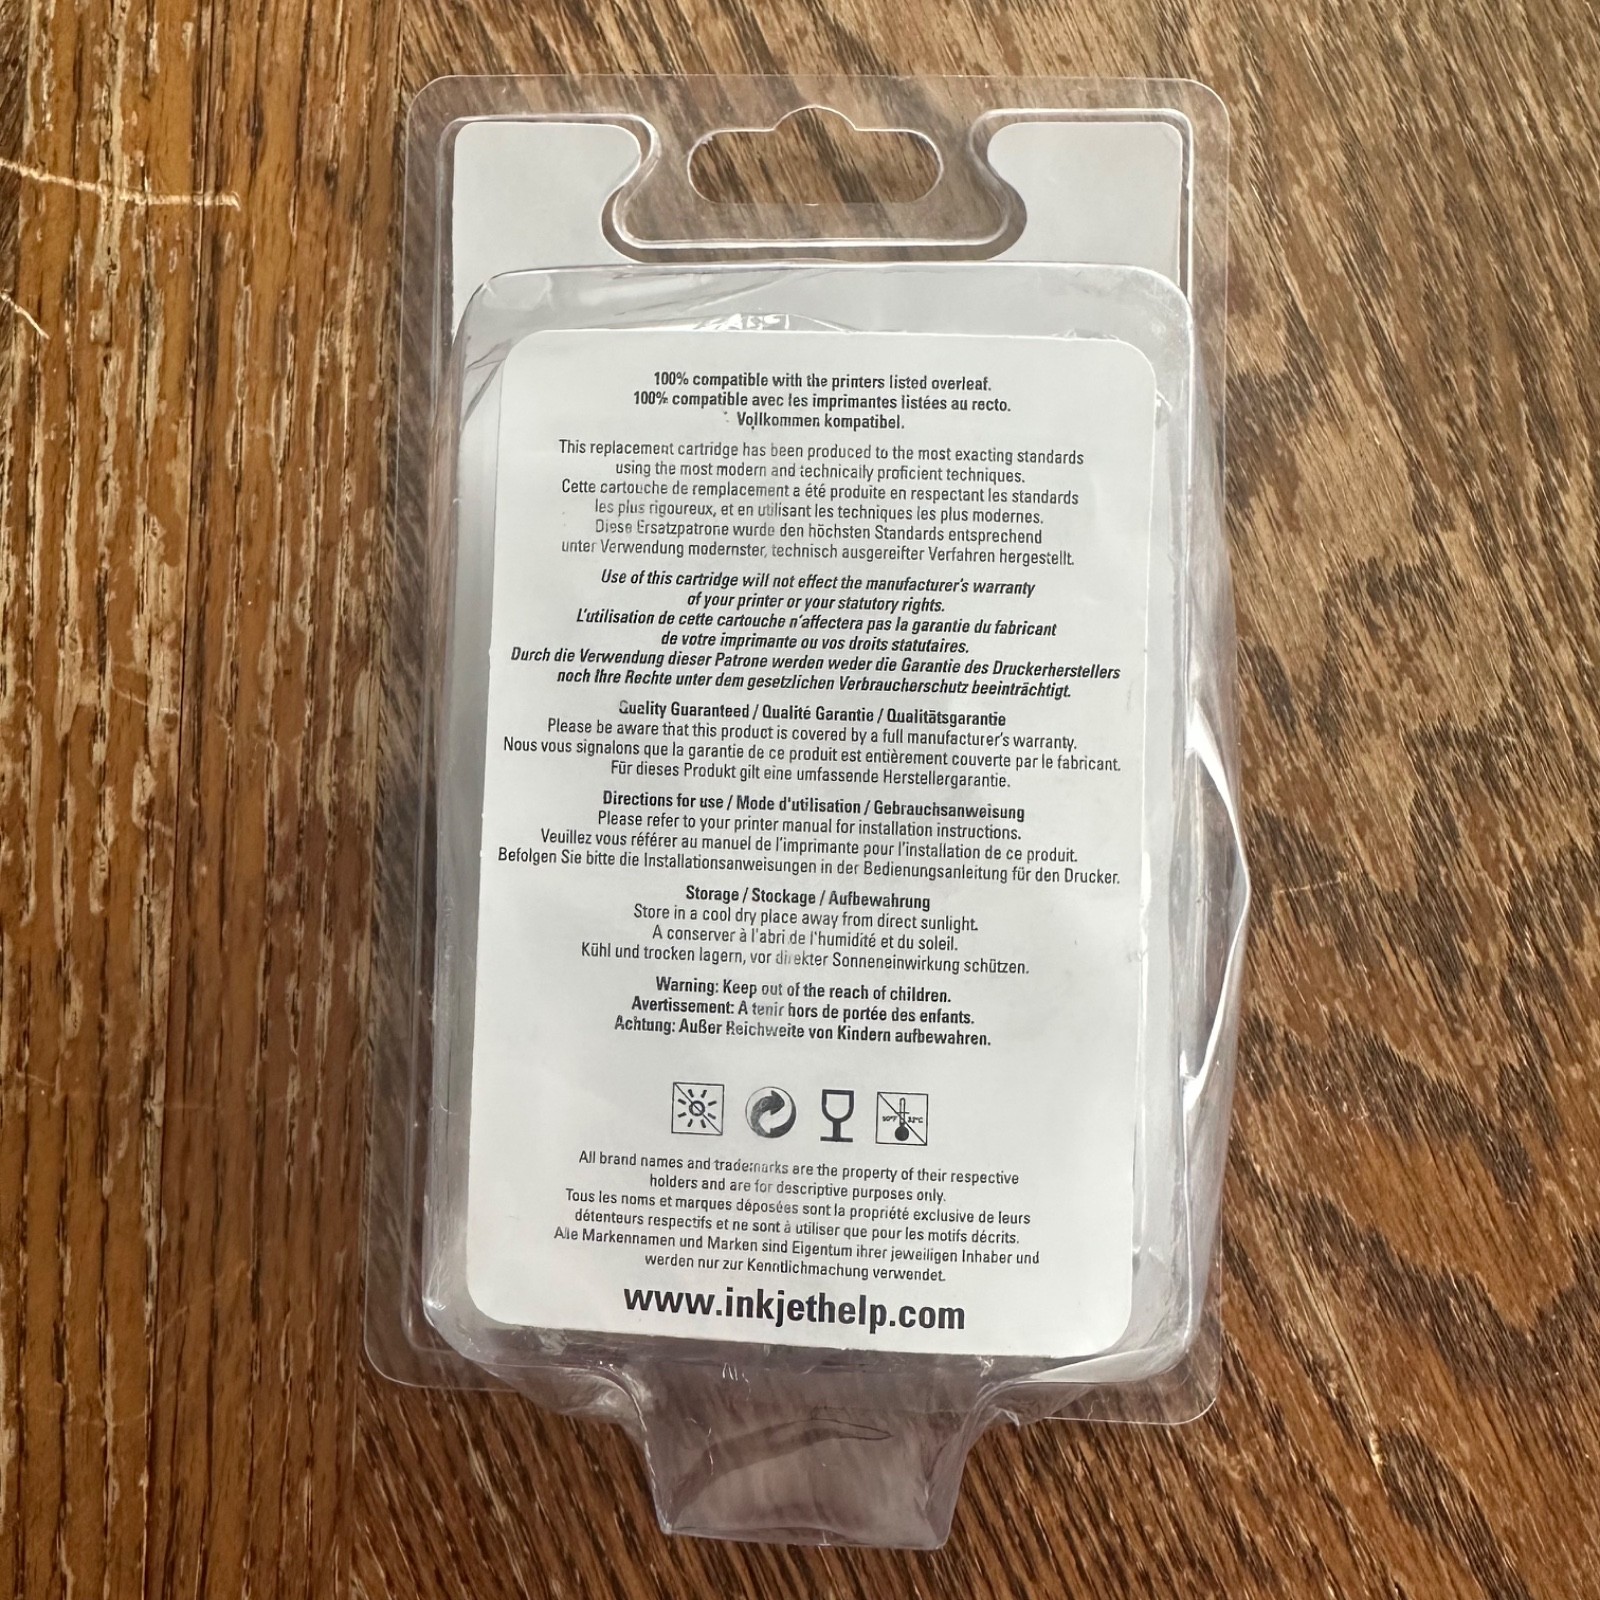 100% compatible with the printers listed overleaf.
100% compatible avec les imprimantes listées au recto.
Vollkommen kompatibel.
This replacement cartridge has been produced to the most exacting standards
using the most modern and technically proficient techniques.
Cette cartouche de remplacement a été produite en respectant les standards
les plus rigoureux, et en utilisant les techniques les plus modernes.
Diese Ersatzpatrone wurde den höchsten Standards entsprechend
unter Verwendung modernster, technisch ausgereifter Verfahren hergestellt.
Use of this cartridge will not effect the manufacturer's warranty
of your printer or your statutory rights.
L'utilisation de cette cartouche n'affectera pas la garantie du fabricant
de votre imprimante ou vos droits statutaires.
Durch die Verwendung dieser Patrone werden weder die Garantie des Druckerherstellers
noch Ihre Rechte unter dem gesetzlichen Verbraucherschutz beeinträchtigt.
Quality Guaranteed / Qualité Garantie / Qualitätsgarantie
Please be aware that this product is covered by a full manufacturer's warranty.
Nous vous signalons que la garantie de ce produit est entièrement couverte par le fabricant.
Für dieses Produkt gilt eine umfassende Herstellergarantie.
Directions for use / Mode d'utilisation / Gebrauchsanweisung
Please refer to your printer manual for installation instructions.
Veuillez vous référer au manuel de l'imprimante pour l'installation de ce produit.
Befolgen Sie bitte die Installationsanweisungen in der Bedienungsanleitung für den Drucker.
Storage / Stockage / Aufbewahrung
Store in a cool dry place away from direct sunlight.
A conserver à l'abri de l'humidité et du soleil.
Kühl und trocken lagern, vor direkter Sonneneinwirkung schützen.
Warning: Keep out of the reach of children.
Avertissement: A tenir hors de portée des enfants.
Achtung: Außer Reichweite von Kindern aufbewahren.
90°F 32°C
All brand names and trademarks are the property of their respective
holders and are for descriptive purposes only.
Tous les noms et marques déposées sont la propriété exclusive de leurs
détenteurs respectifs et ne sont à utiliser que pour les motifs décrits.
Alle Markennamen und Marken sind Eigentum ihrer jeweiligen Inhaber und
werden nur zur Kenntlichmachung verwendet.
www.inkjethelp.com